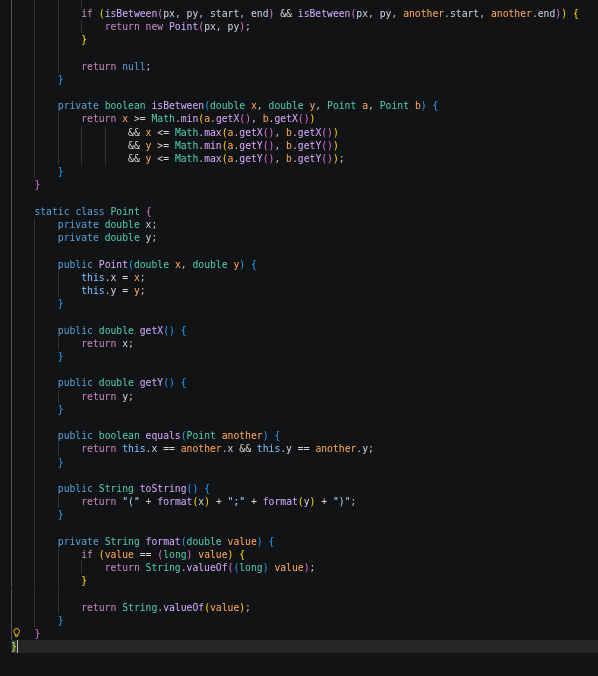 if (isBetween(px, py, start, end) && isBetween(px, py, another.start, another.end)) {
return new Point(px, py);
}
return null;
}
private boolean isBetween(double x, double y, Point a, Point b) {
return x >= Math.min(a.getX(), b.getX())
&& x <= Math.max(a.getX(), b.getX())
&& y >= Math.min(a.getY(), b.getY())
&& y <= Math.max(a.getY(), b.getY());
}
}
static class Point {
private double x;
private double y;
public Point(double x, double y) {
this.x = x;
this.y = y;
}
public double getX() {
return x;
}
public double getY() {
return y;
}
public boolean equals(Point another) {
return this.x == another.x && this.y == another.y;
}
public String toString() {
return "(" + format(x) + ";" + format(y) + ")";
}
private String format(double value) {
if (value == (long) value) {
return String.valueOf((long) value);
}
return String.valueOf(value);
}
}
}